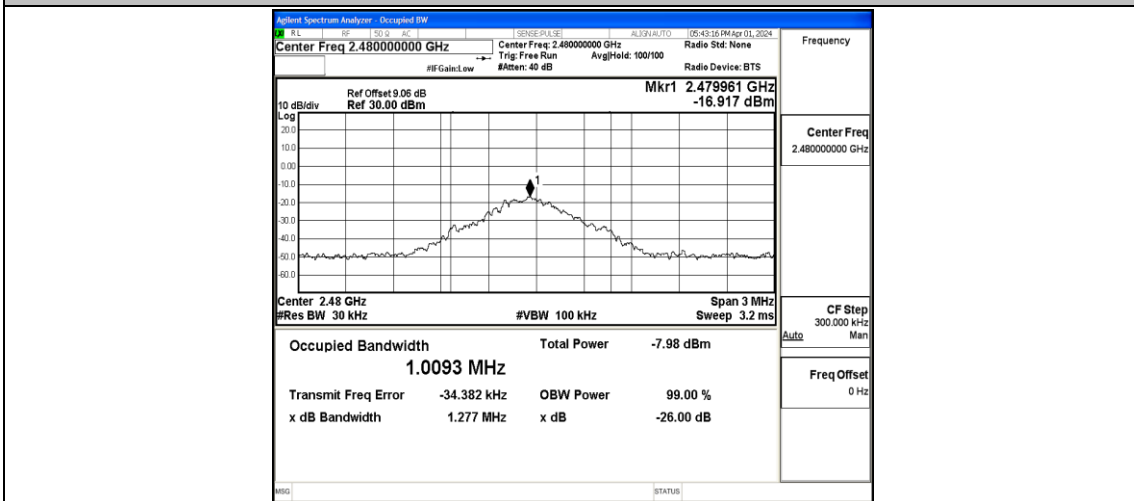 Agilent Spectrum Analyzer - Occupied BW
RL RF 50 Ω AC SENSE:PULSE ALIGNAUTO 05:43:16 PM Apr 01, 2024
Center Freq 2.480000000 GHz
Center Freq: 2.480000000 GHz
Radio Std: None
Trig: Free Run Avg|Hold: 100/100
#IFGain:Low
#Atten: 40 dB
Radio Device: BTS
Frequency
Mkr1 2.479961 GHz
-16.917 dBm
Ref Offset 9.06 dB
10 dB/div Ref 30.00 dBm
Log
20.0
10.0
0.00
-10.0
-20.0
-30.0
-40.0
-50.0
-60.0
1
Center 2.48 GHz
Span 3 MHz
#Res BW 30 kHz
#VBW 100 kHz
Sweep 3.2 ms
Occupied Bandwidth
1.0093 MHz
Total Power -7.98 dBm
Transmit Freq Error -34.382 kHz
OBW Power 99.00 %
x dB Bandwidth 1.277 MHz
x dB -26.00 dB
Center Freq
2.480000000 GHz
CF Step
300.000 kHz
Auto Man
Freq Offset
0 Hz
MSG
STATUS